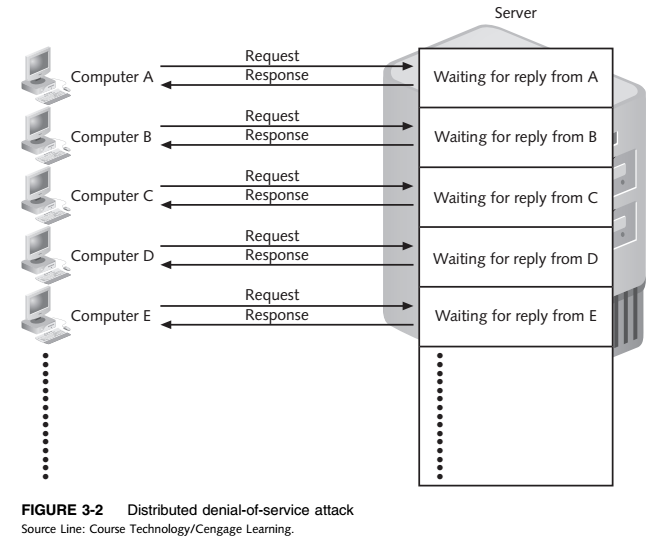 Server
Request
Computer A
Response
Waiting for reply from A
Request
Computer B
Response
Waiting for reply from B
Request
Computer C
Response
Waiting for reply from C
Request
Computer D
Response
Waiting for reply from D
Request
Computer E
Response
Waiting for reply from E
FIGURE 3-2 Distributed denial-of-service attack
Source Line: Course Technology/Cengage Learning.